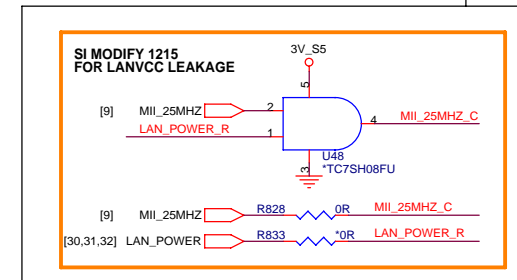 SI MODIFY 1215
FOR LANVCC LEAKAGE
3V_S5
5
[9] MII_25MHZ 2
LAN_POWER_R 1
4 MII_25MHZ_C
3
U48
*TC7SH08FU
[9] MII_25MHZ R828 0R MII_25MHZ_C
[30,31,32] LAN_POWER R833 *0R LAN_POWER_R